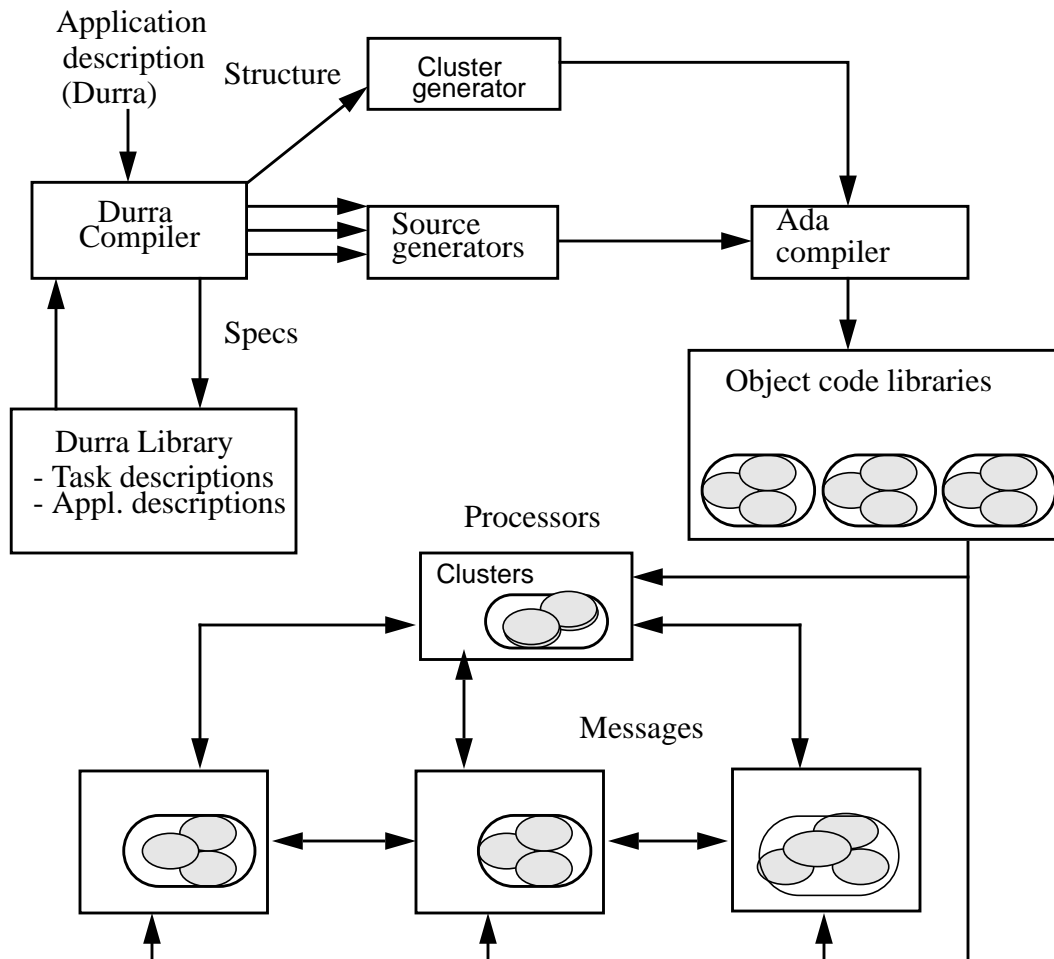 Application
description
(Durra)
Structure
Cluster
generator
Durra
Compiler
Source
generators
Ada
compiler
Specs
Object code libraries
Durra Library
- Task descriptions
- Appl. descriptions
Processors
Clusters
Messages